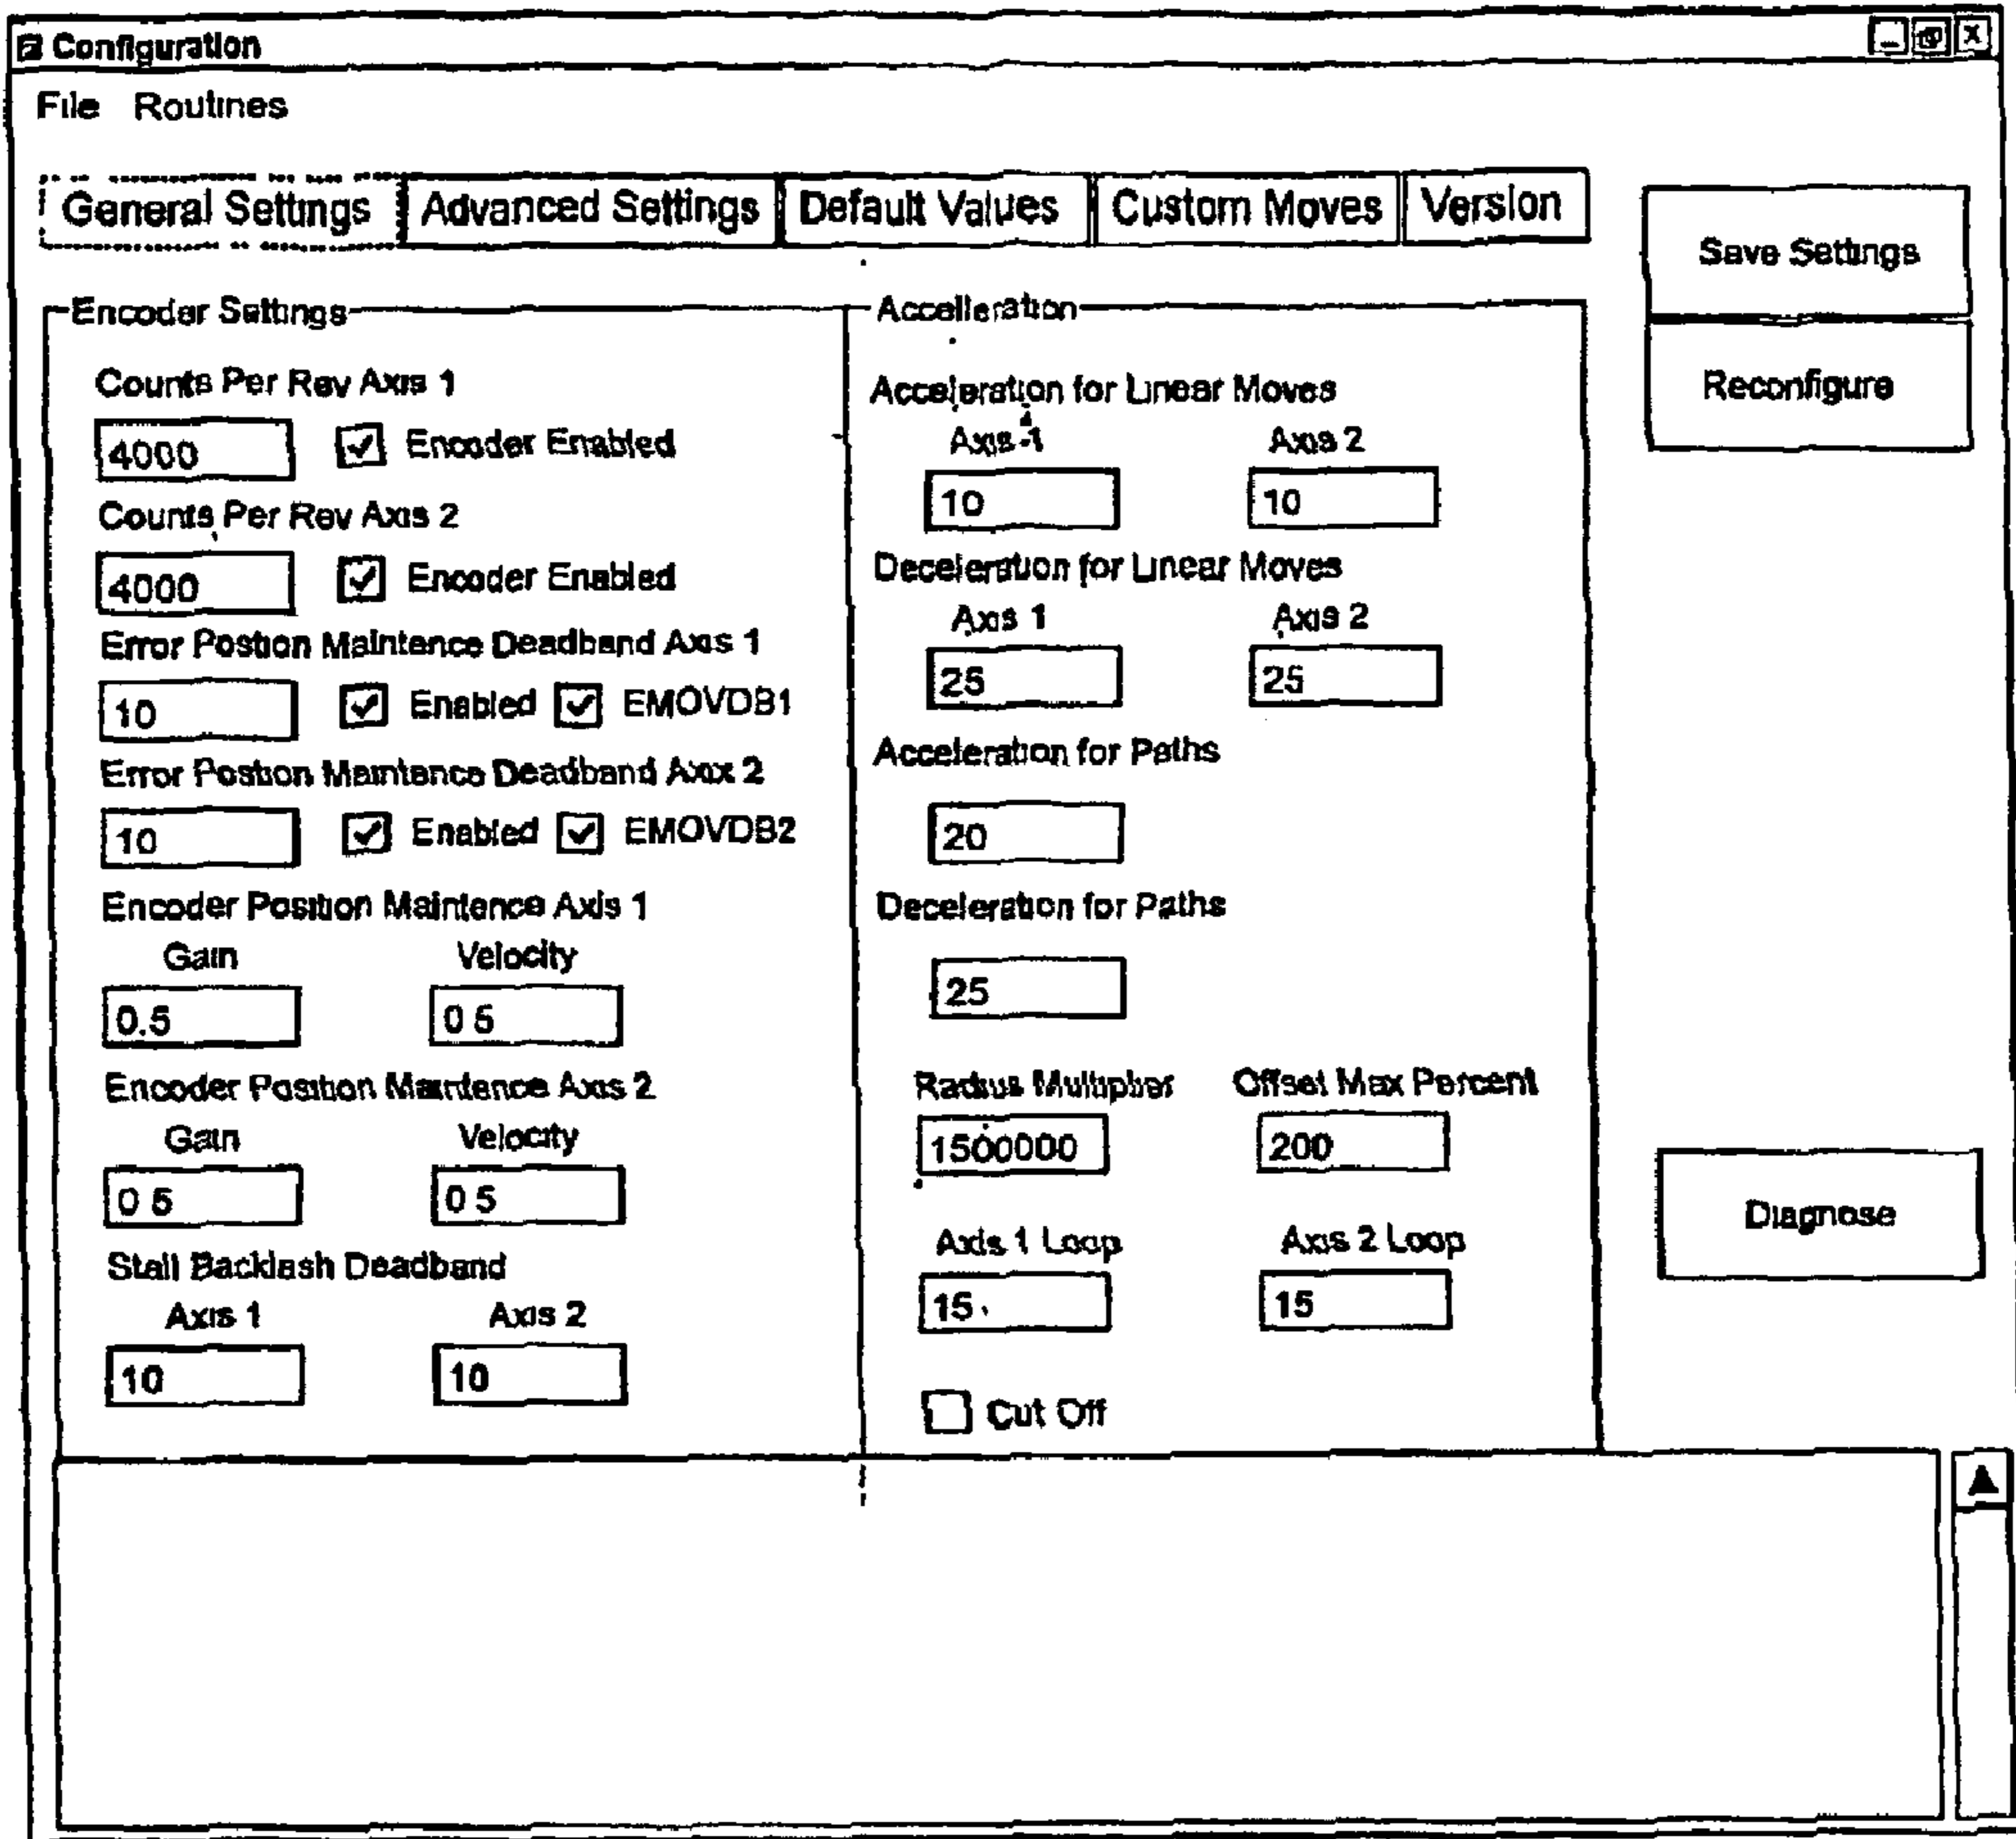 Configuration
File Routines
General Settings Advanced Settings Default Values Custom Moves Version
Save Settings
Reconfigure
Encoder Settings
Counts Per Rev Axis 1
4000 Encoder Enabled
Counts Per Rev Axis 2
4000 Encoder Enabled
Error Postion Maintence Deadband Axis 1
10 Enabled EMOVDB1
Error Postion Maintence Deadband Axix 2
10 Enabled EMOVDB2
Encoder Position Maintence Axis 1
Gain Velocity
0.5 0 5
Encoder Position Maintence Axis 2
Gain Velocity
0 5 0 5
Stall Backlash Deadband
Axis 1 Axis 2
10 10
Accelleration
Acceleration for Linear Moves
Axis 1 Axis 2
10 10
Deceleration for Linear Moves
Axis 1 Axis 2
25 25
Acceleration for Paths
20
Deceleration for Paths
25
Radius Multiplier Offset Max Percent
1500000 200
Axis 1 Loop Axis 2 Loop
15 15
Cut Off
Diagnose